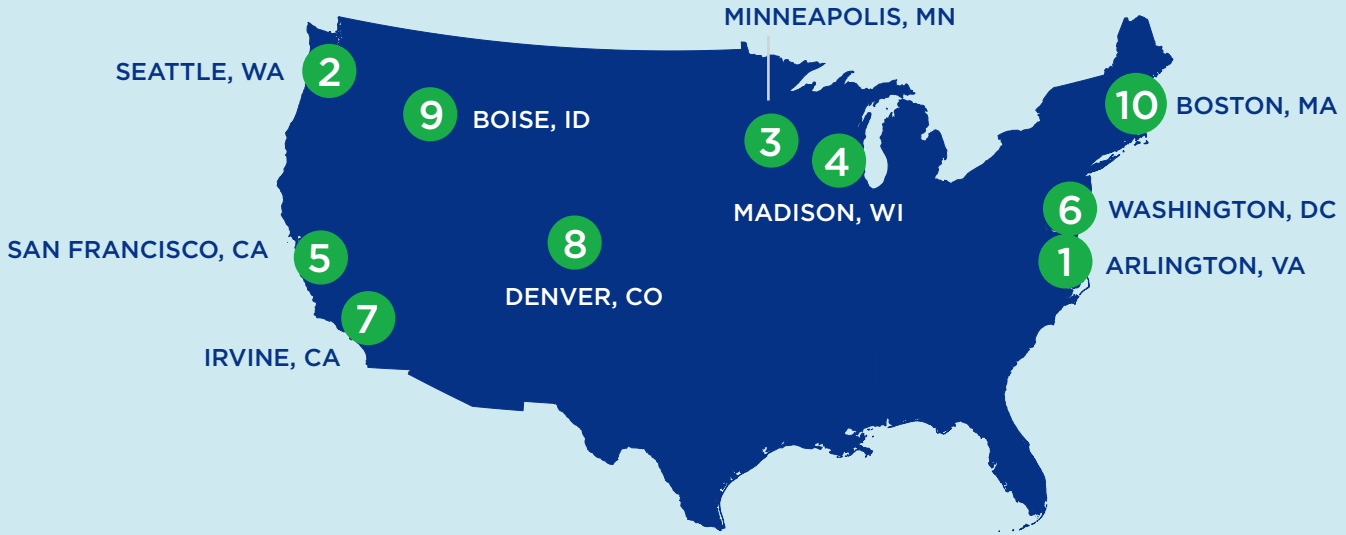 MINNEAPOLIS, MN
SEATTLE, WA 2
9 BOISE, ID
10 BOSTON, MA
3
4
MADISON, WI
6 WASHINGTON, DC
SAN FRANCISCO, CA 5
8
DENVER, CO
1 ARLINGTON, VA
7
IRVINE, CA